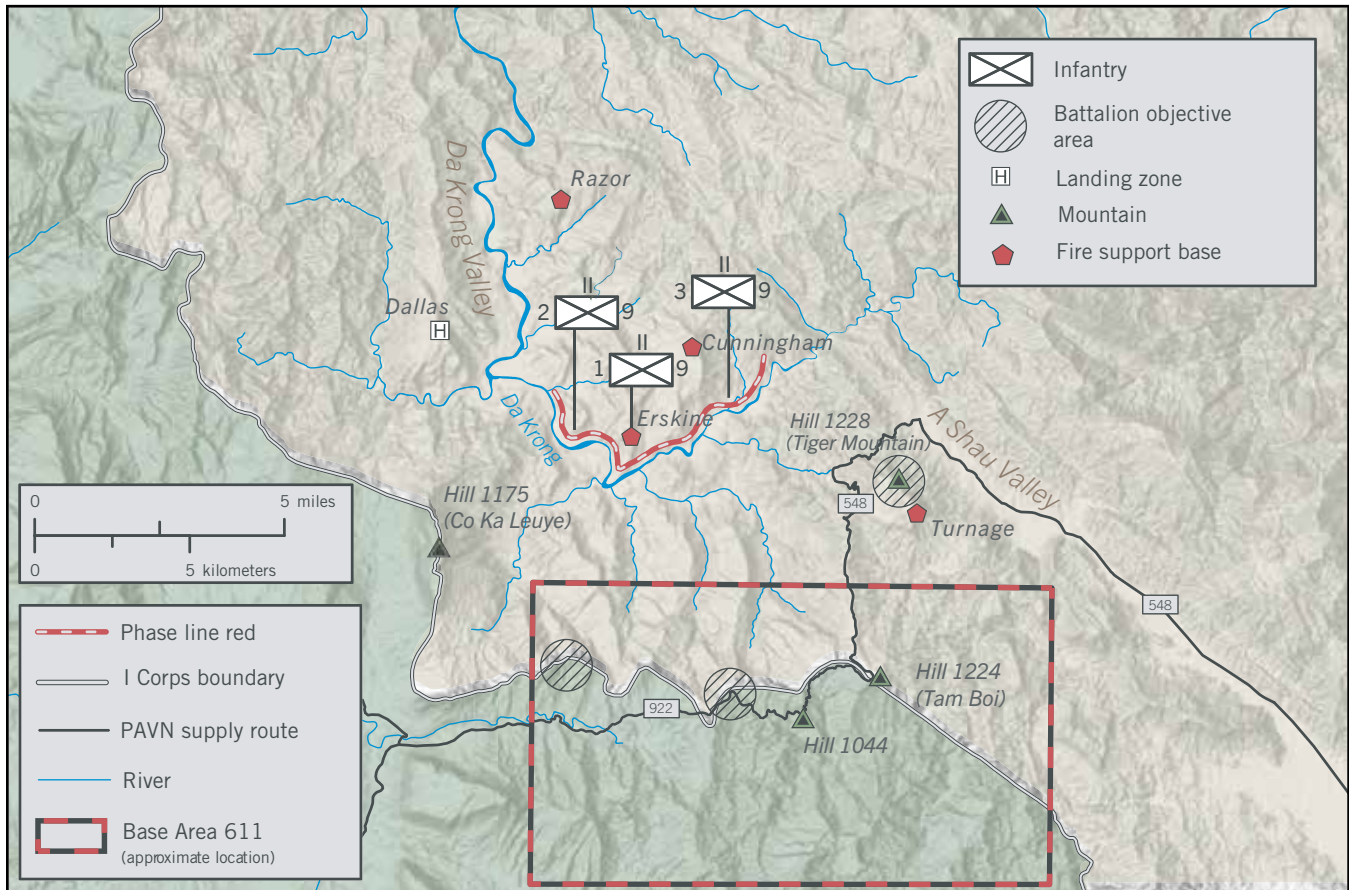 Infantry
Battalion objective
area
Landing zone
Mountain
Fire support base
H
Razor
Da Krong Valley
Dallas
H
II
2
9
II
3
9
II
1
9
Cunningham
Erskine
Da Krong
Hill 1228
(Tiger Mountain)
A Shau Valley
548
Turnage
548
Hill 1175
(Co Ka Leuye)
0
5 miles
0
5 kilometers
Hill 1224
(Tam Boi)
922
Hill 1044
Phase line red
I Corps boundary
PAVN supply route
River
Base Area 611
(approximate location)